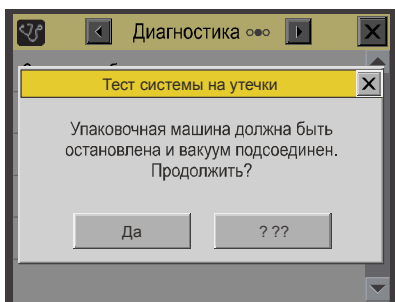 Диагностика
Тест системы на утечки
Упаковочная машина должна быть
остановлена и вакуум подсоединен.
Продолжить?
Да
? ??